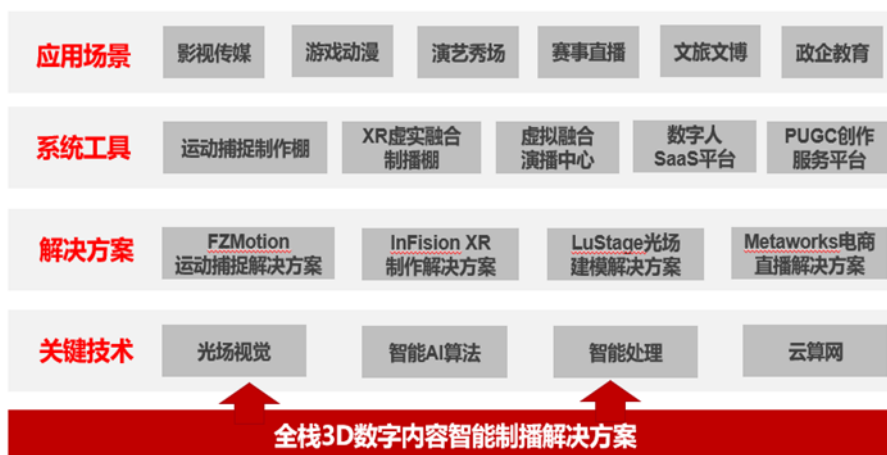 应用场景
影视传媒
游戏动漫
演艺秀场
赛事直播
文旅文博
政企教育
系统工具
运动捕捉制作棚
XR虚实融合
制播棚
虚拟融合
演播中心
数字人
SaaS平台
PUGC创作
服务平台
解决方案
FZMotion
运动捕捉解决方案
InFision XR
制作解决方案
LuStage光场
建模解决方案
Metaworks电商
直播解决方案
关键技术
光场视觉
智能AI算法
智能处理
云算网
全栈3D数字内容智能制播解决方案